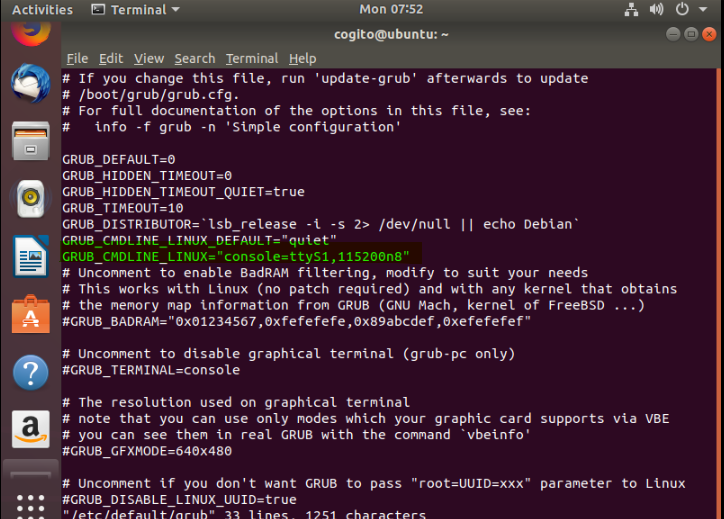 Activities Terminal Mon 07:52
cogito@ubuntu: ~
File Edit View Search Terminal Help
# If you change this file, run 'update-grub' afterwards to update
# /boot/grub/grub.cfg.
# For full documentation of the options in this file, see:
#   info -f grub -n 'Simple configuration'

GRUB_DEFAULT=0
GRUB_HIDDEN_TIMEOUT=0
GRUB_HIDDEN_TIMEOUT_QUIET=true
GRUB_TIMEOUT=10
GRUB_DISTRIBUTOR=`lsb_release -i -s 2> /dev/null || echo Debian`
GRUB_CMDLINE_LINUX_DEFAULT="quiet"
GRUB_CMDLINE_LINUX="console=ttyS1,115200n8"
# Uncomment to enable BadRAM filtering, modify to suit your needs
# This works with Linux (no patch required) and with any kernel that obtains
# the memory map information from GRUB (GNU Mach, kernel of FreeBSD ...)
#GRUB_BADRAM="0x01234567,0xfefefefe,0x89abcdef,0xefefefef"

# Uncomment to disable graphical terminal (grub-pc only)
#GRUB_TERMINAL=console

# The resolution used on graphical terminal
# note that you can use only modes which your graphic card supports via VBE
# you can see them in real GRUB with the command `vbeinfo'
#GRUB_GFXMODE=640x480

# Uncomment if you don't want GRUB to pass "root=UUID=xxx" parameter to Linux
#GRUB_DISABLE_LINUX_UUID=true
"/etc/default/grub" 33 lines, 1251 characters